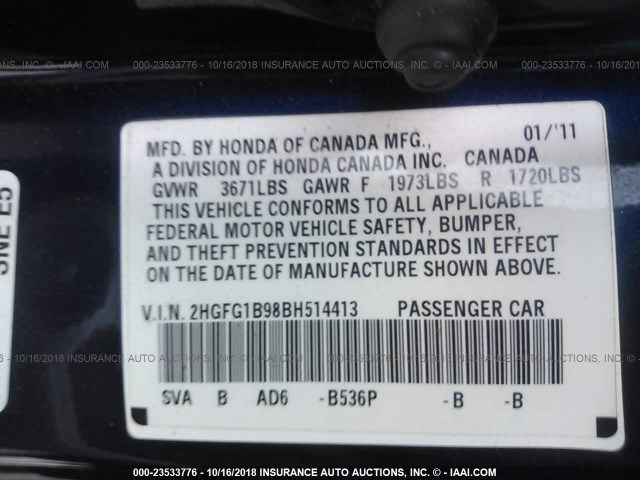 000-23533776 - 10/16/2018 INSURANCE AUTO AUCTIONS, INC. - © - IAAI.COM
MFD. BY HONDA OF CANADA MFG., 01/'11
A DIVISION OF HONDA CANADA INC. CANADA
GVWR 3671LBS GAWR F 1973LBS R 1720LBS
THIS VEHICLE CONFORMS TO ALL APPLICABLE
FEDERAL MOTOR VEHICLE SAFETY, BUMPER,
AND THEFT PREVENTION STANDARDS IN EFFECT
ON THE DATE OF MANUFACTURE SHOWN ABOVE.
V.I.N. 2HGFG1B98BH514413 PASSENGER CAR
SVA B AD6 -B536P -B -B
SNE E5
000-23533776 - 10/16/2018 INSURANCE AUTO AUCTIONS, INC. - © - IAAI.COM